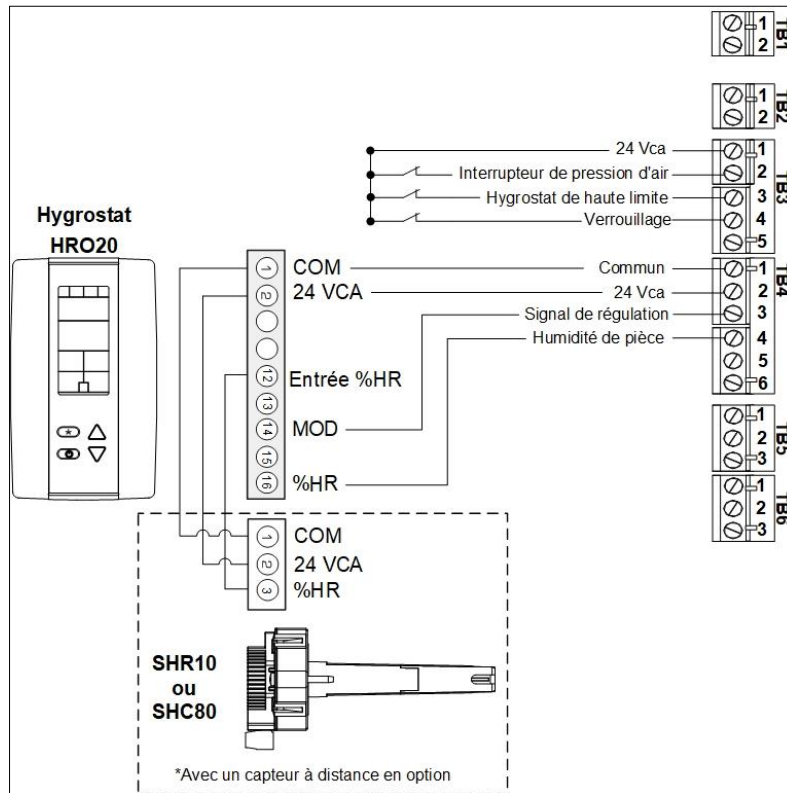 1
2
TB1
1
2
TB2
24 Vca
1
Interrupteur de pression d'air
2
Hygrostat de haute limite
3
Verrouillage
4
5
TB3
Hygrostat
HRO20
1
COM
Commun
1
2
24 VCA
24 Vca
2
Signal de régulation
3
Humidité de pièce
4
5
6
TB4
12
Entrée %HR
13
14
MOD
15
16
%HR
1
2
3
TB5
1
2
3
TB6
1
COM
2
24 VCA
3
%HR
SHR10
ou
SHC80
*Avec un capteur à distance en option